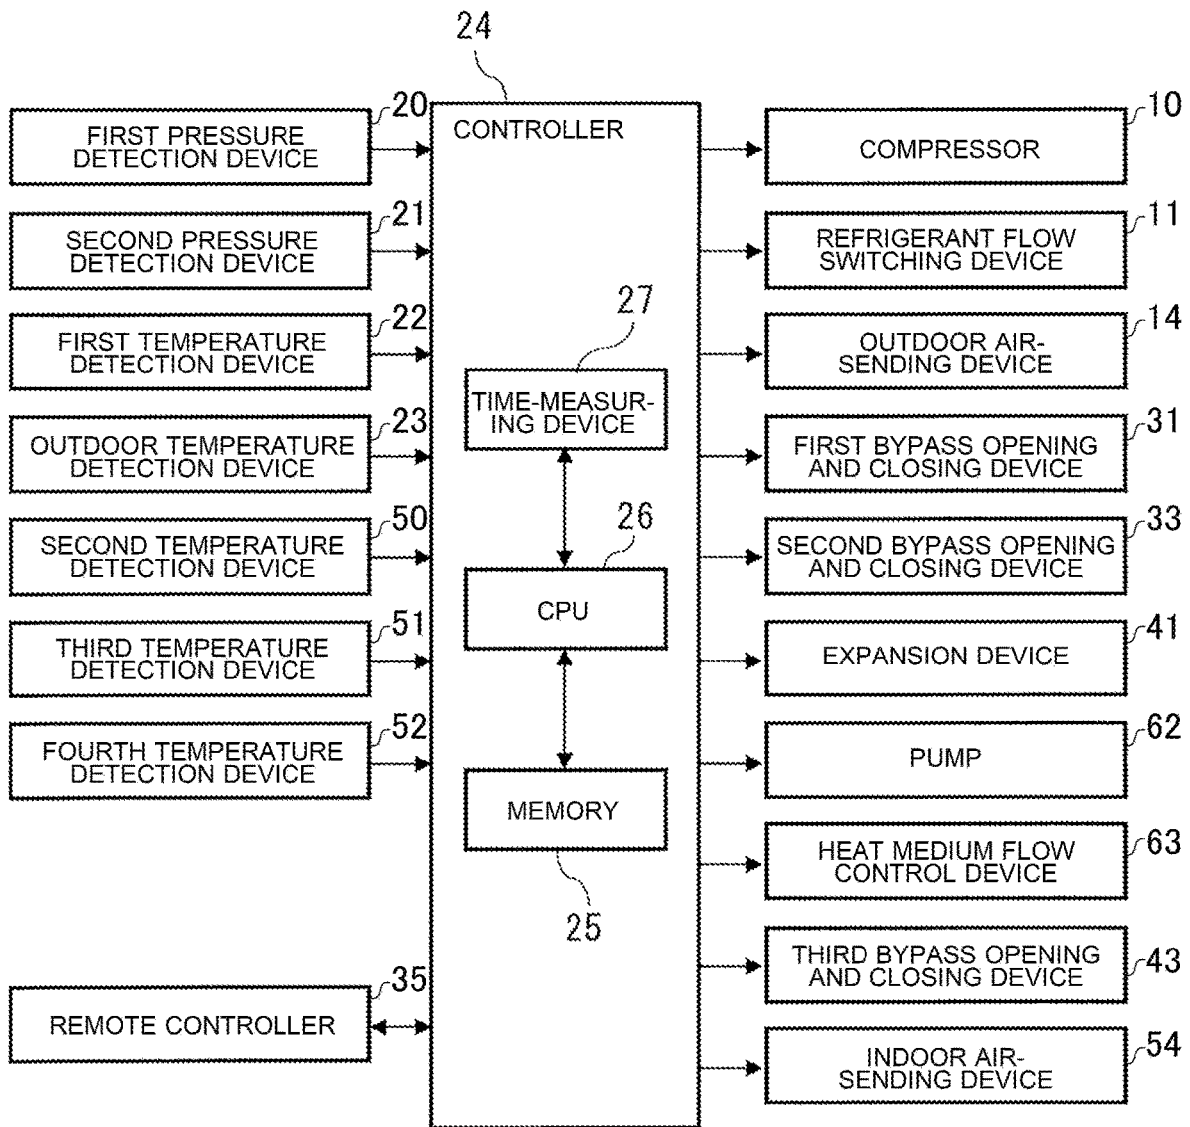 24
CONTROLLER
20
FIRST PRESSURE
DETECTION DEVICE
21
SECOND PRESSURE
DETECTION DEVICE
22
FIRST TEMPERATURE
DETECTION DEVICE
23
OUTDOOR TEMPERATURE
DETECTION DEVICE
50
SECOND TEMPERATURE
DETECTION DEVICE
51
THIRD TEMPERATURE
DETECTION DEVICE
52
FOURTH TEMPERATURE
DETECTION DEVICE
35
REMOTE CONTROLLER
27
TIME-MEASUR-
ING DEVICE
26
CPU
MEMORY
25
10
COMPRESSOR
11
REFRIGERANT FLOW
SWITCHING DEVICE
14
OUTDOOR AIR-
SENDING DEVICE
31
FIRST BYPASS OPENING
AND CLOSING DEVICE
33
SECOND BYPASS OPENING
AND CLOSING DEVICE
41
EXPANSION DEVICE
62
PUMP
63
HEAT MEDIUM FLOW
CONTROL DEVICE
43
THIRD BYPASS OPENING
AND CLOSING DEVICE
54
INDOOR AIR-
SENDING DEVICE